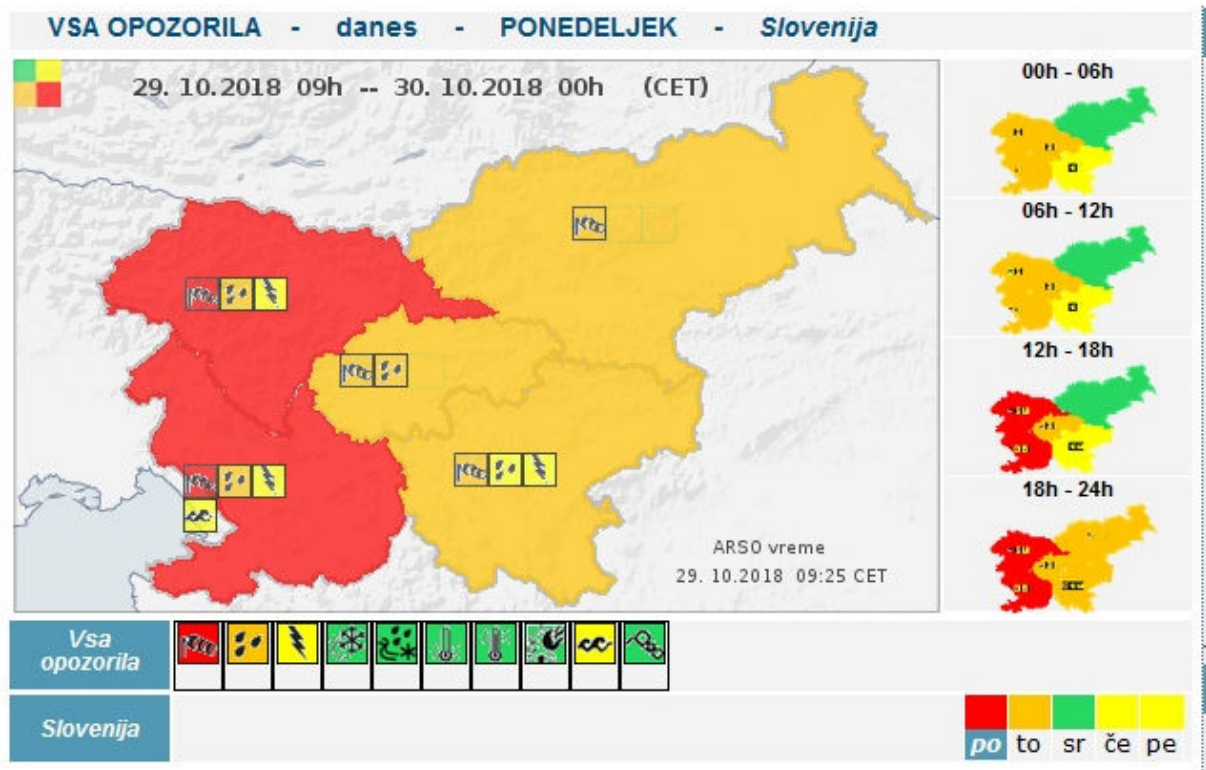 VSA OPOZORILA - danes - PONEDELJEK - Slovenija
29. 10.2018 09h -- 30. 10.2018 00h (CET)
00h - 06h
06h - 12h
12h - 18h
18h - 24h
ARSO vreme
29. 10.2018 09:25 CET
Vsa
opozorila
Slovenija
po to sr če pe